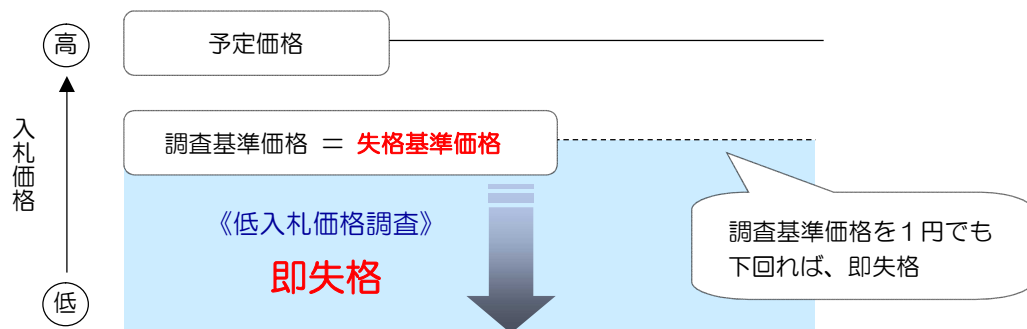 高
予定価格
入札価格
調査基準価格 ＝ 失格基準価格
《低入札価格調査》
即失格
調査基準価格を１円でも
下回れば、即失格
低